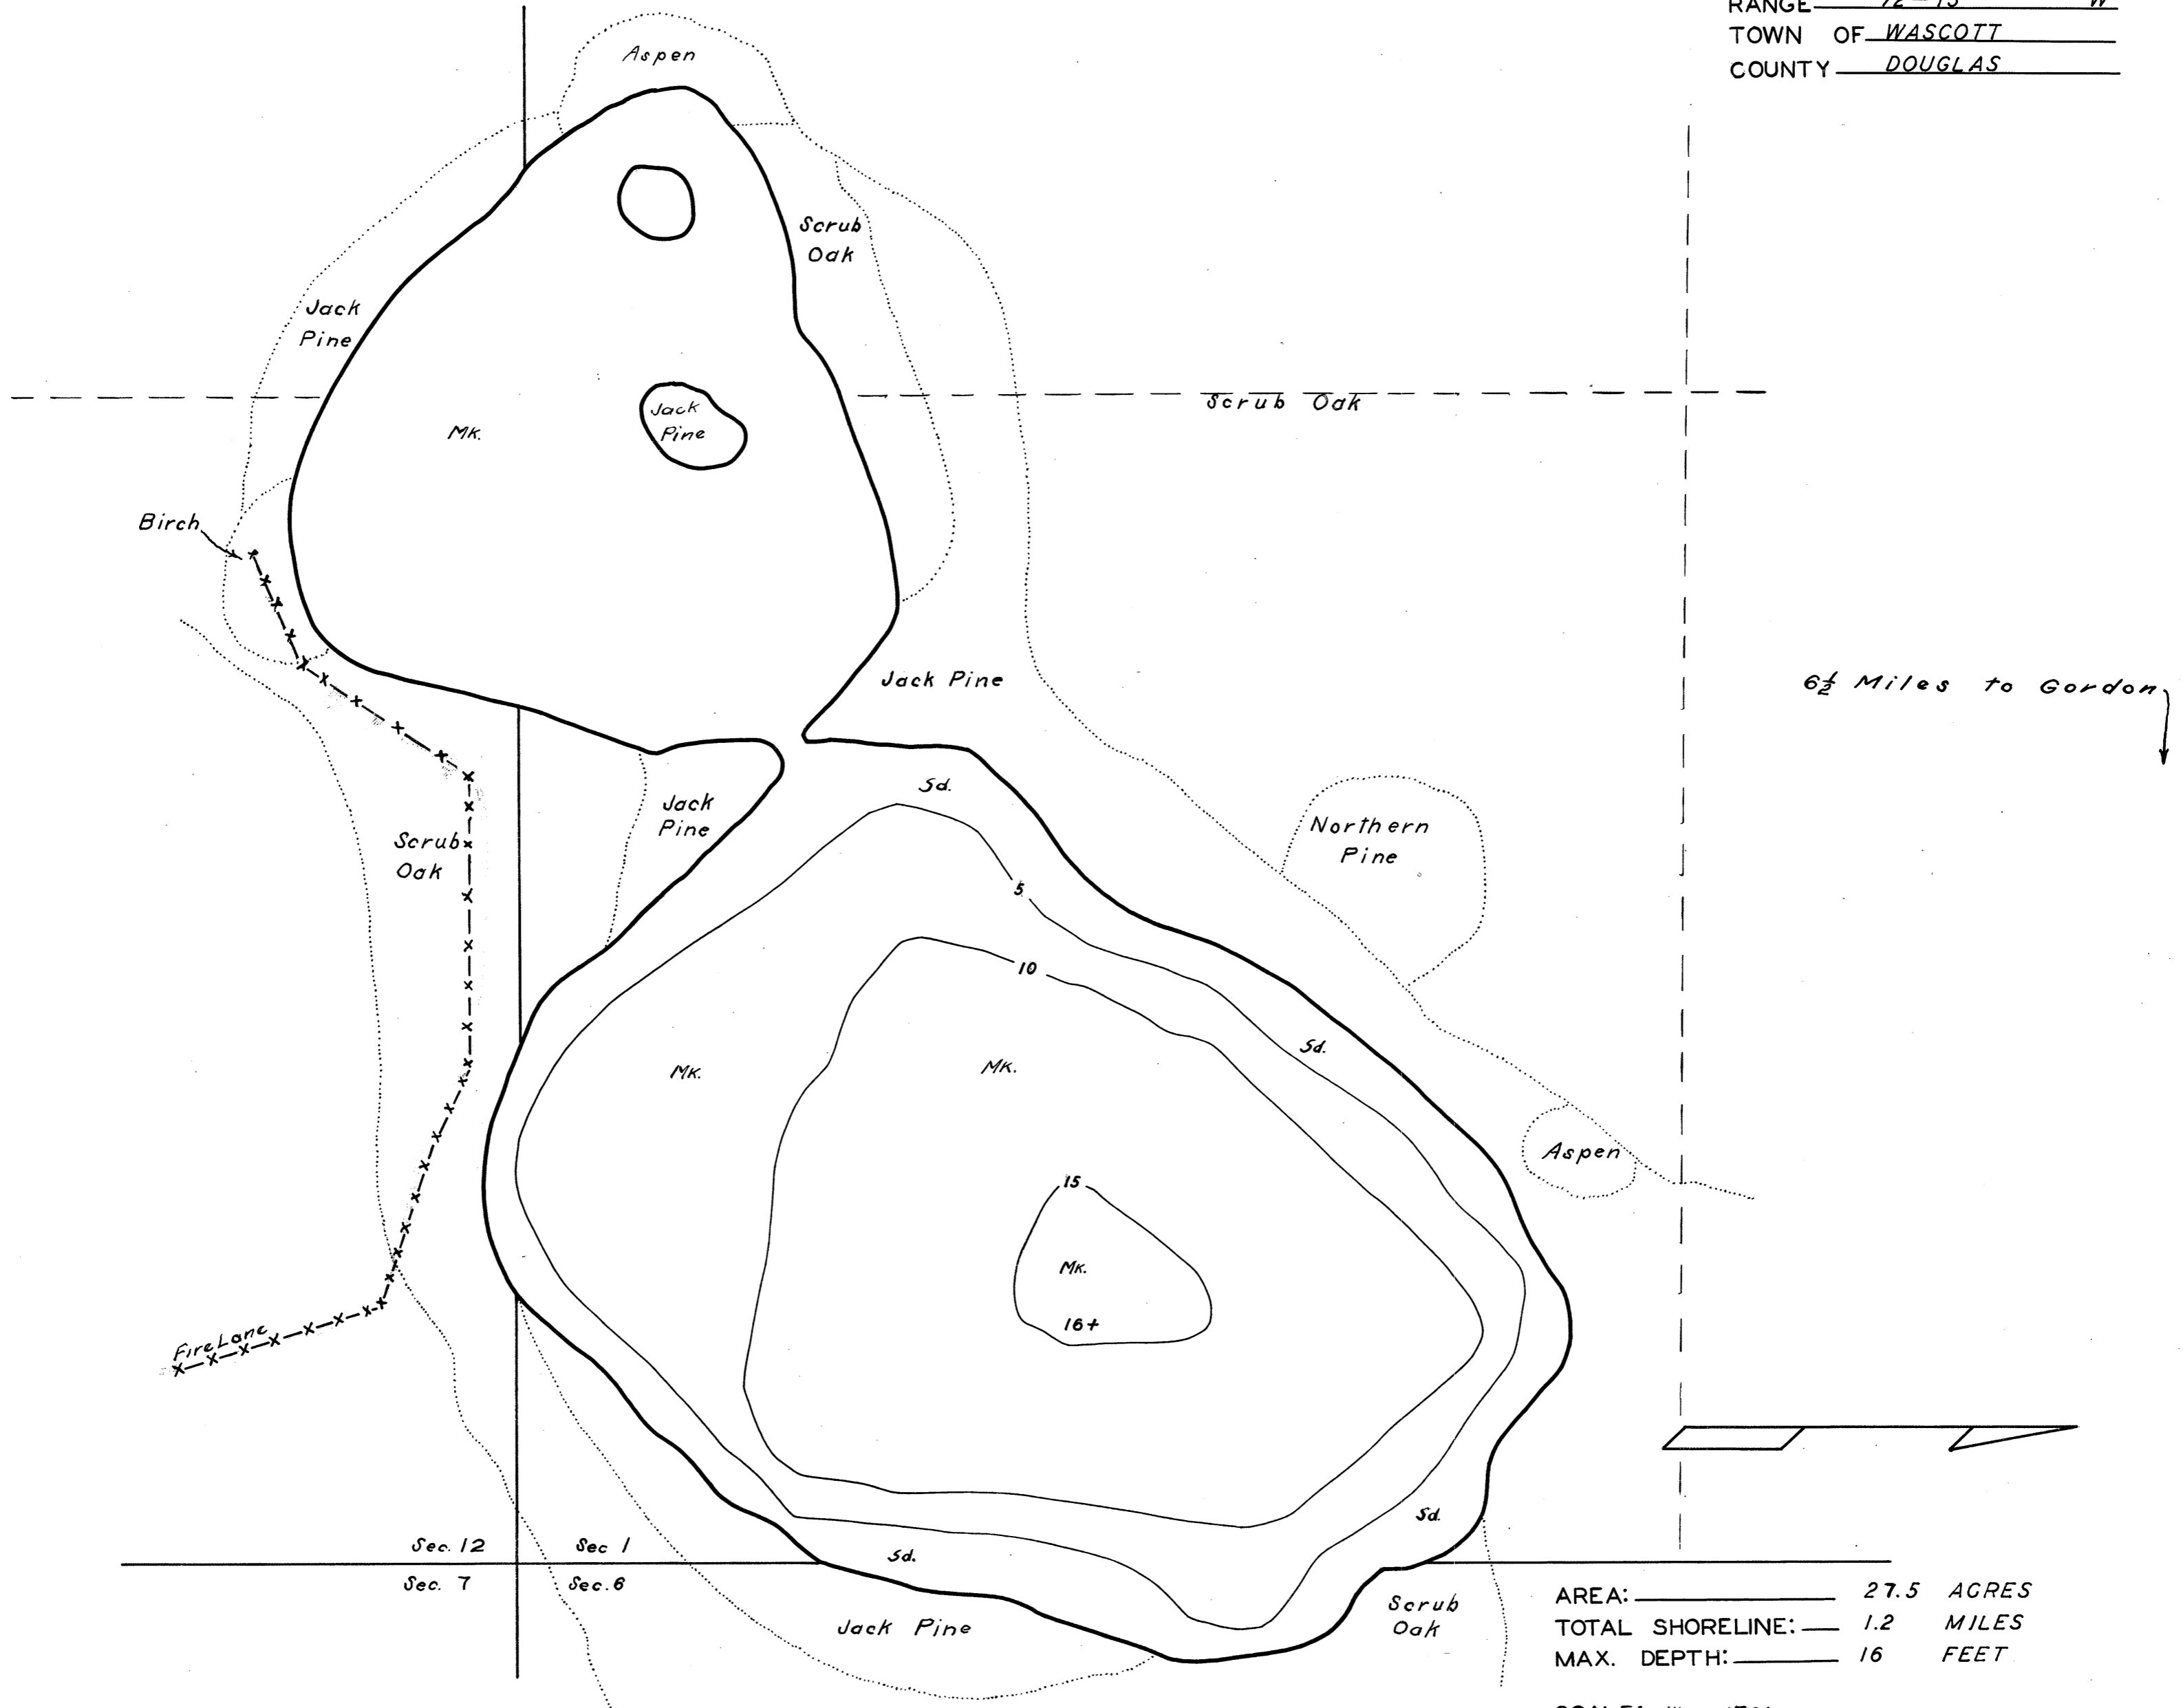 RANGE 12-13 W
TOWN OF WASCOTT
COUNTY DOUGLAS
Aspen
Scrub
Oak
Jack
Pine
Scrub Oak
Jack
Pine
Mk.
Birch
Jack Pine
6½ Miles to Gordon
Sd.
Jack
Pine
Northern
Pine
Scrub
Oak
5
10
Sd.
Mk.
Mk.
Aspen
15
Mk.
16+
Fire Lane
Sd.
Sec. 12
Sec 1
Sd.
Sec. 7
Sec. 6
Jack Pine
Scrub
Oak
AREA: 27.5 ACRES
TOTAL SHORELINE: 1.2 MILES
MAX. DEPTH: 16 FEET